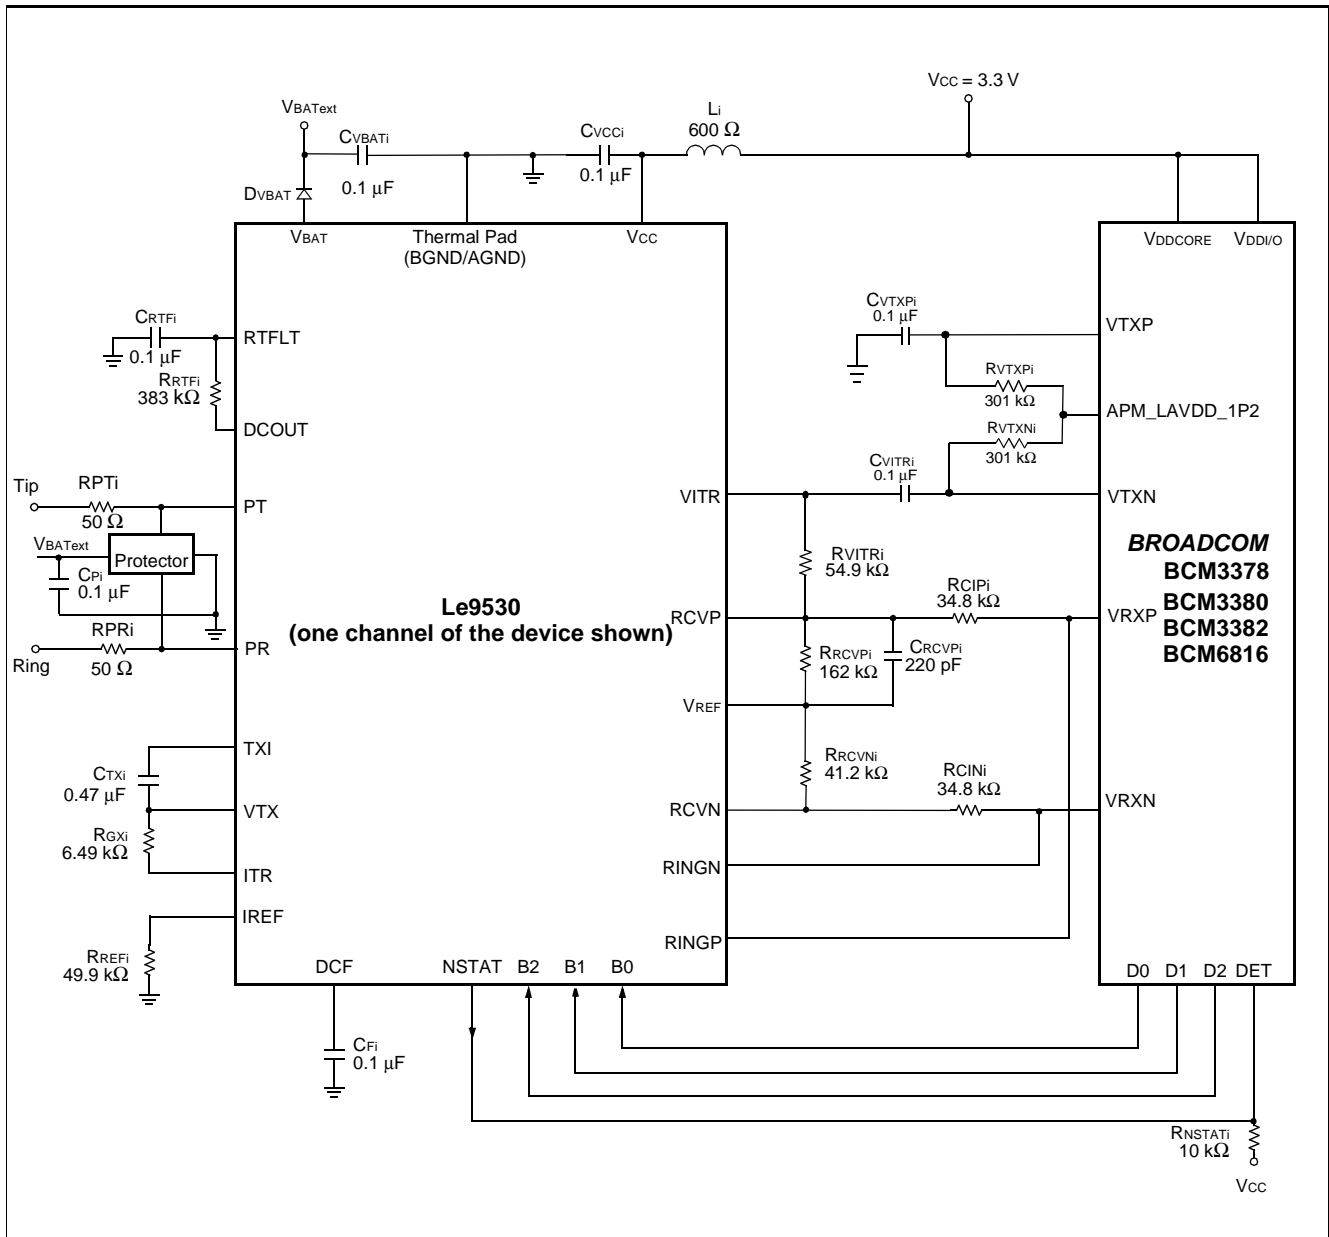 VCC = 3.3 V
VBAText
CVBATi
0.1 μF
CVCCi
0.1 μF
Li
600 Ω
DVBAT
VBAT
Thermal Pad
(BGND/AGND)
VCC
VDDCORE
VDDI/O
CRTFi
0.1 μF
RTFLT
RRTFi
383 kΩ
DCOUT
CVTXPi
0.1 μF
VTXP
RVTXPi
301 kΩ
APM_LAVDD_1P2
RVTXNi
301 kΩ
CVITRi
0.1 μF
VITR
VTXN
Tip
RPTi
50 Ω
PT
VBAText
Protector
CPi
0.1 μF
RPRi
50 Ω
Ring
PR
Le9530
(one channel of the device shown)
RVITRi
54.9 kΩ
RCIPi
34.8 kΩ
RCVP
VRXP
RRCVPi
162 kΩ
CRCVPi
220 pF
VREF
BROADCOM
BCM3378
BCM3380
BCM3382
BCM6816
TXI
CTXi
0.47 μF
VTX
RGXi
6.49 kΩ
ITR
IREF
RREFi
49.9 kΩ
RRCVNi
41.2 kΩ
RCINi
34.8 kΩ
RCVN
VRXN
RINGN
RINGP
DCF
NSTAT
B2
B1
B0
D0
D1
D2
DET
CFi
0.1 μF
RNSTATi
10 kΩ
VCC